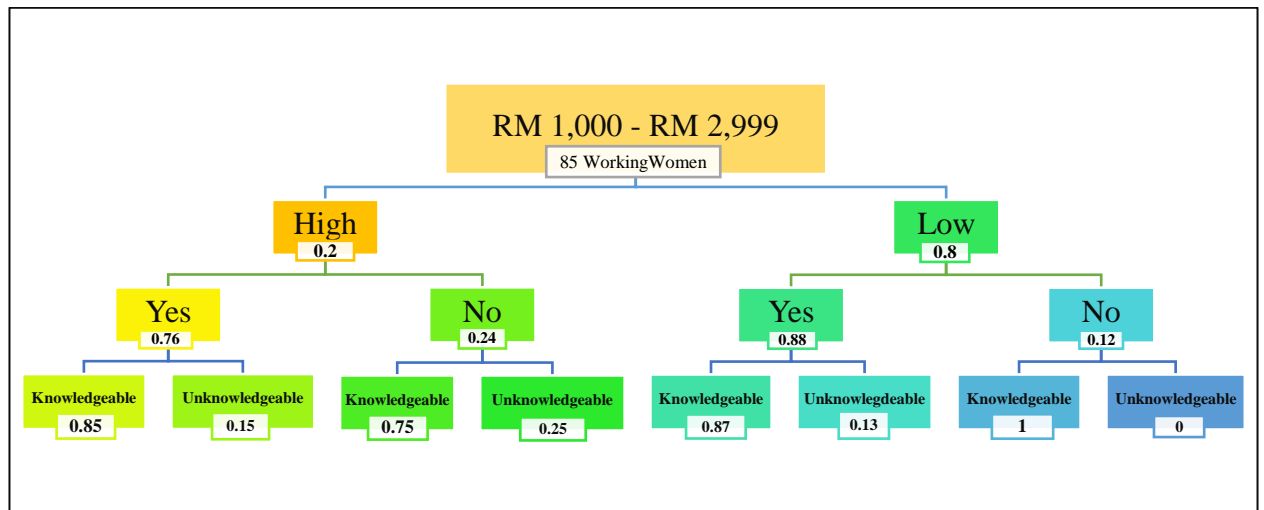 RM 1,000 - RM 2,999
85 WorkingWomen
High
0.2
Low
0.8
Yes
0.76
No
0.24
Yes
0.88
No
0.12
Knowledgeable
0.85
Unknowledgeable
0.15
Knowledgeable
0.75
Unknowledgeable
0.25
Knowledgeable
0.87
Unknowlegdeable
0.13
Knowledgeable
1
Unknowledgeable
0